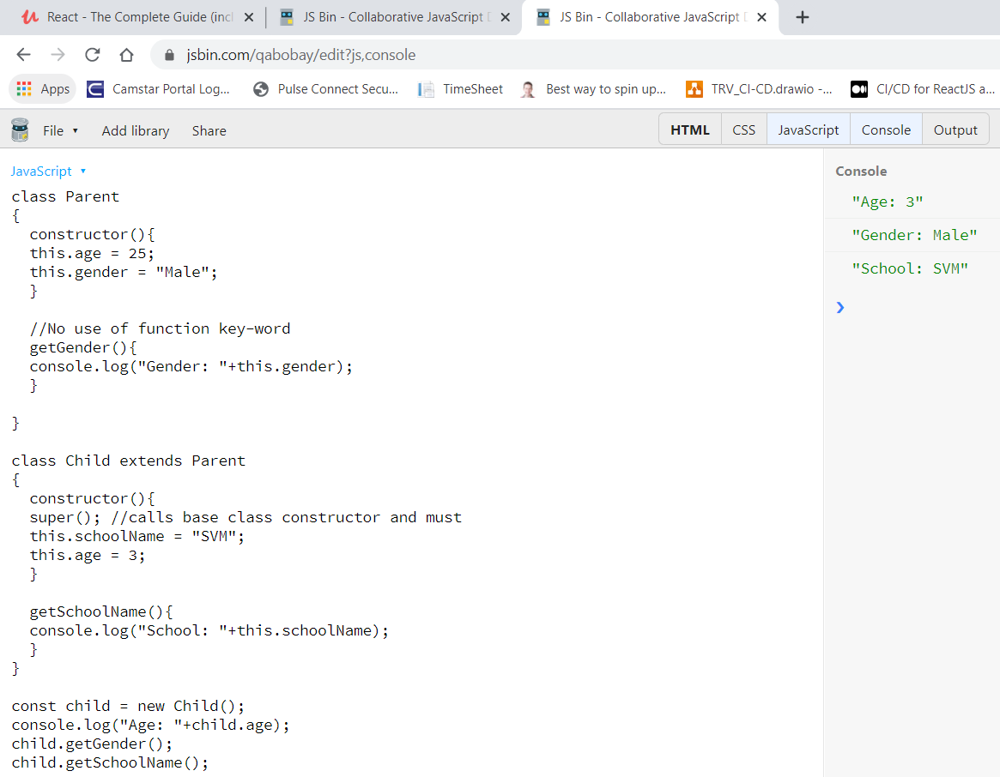 React - The Complete Guide (incl
JS Bin - Collaborative JavaScript D
JS Bin - Collaborative JavaScript D
jsbin.com/qabobay/edit?js,console
Apps
Camstar Portal Log...
Pulse Connect Secu...
TimeSheet
Best way to spin up...
TRV_CI-CD.drawio -...
CI/CD for ReactJS a...
File
Add library
Share
HTML
CSS
JavaScript
Console
Output
JavaScript
class Parent
{
constructor(){
this.age = 25;
this.gender = "Male";
}
//No use of function key-word
getGender(){
console.log("Gender: "+this.gender);
}
}
class Child extends Parent
{
constructor(){
super(); //calls base class constructor and must
this.schoolName = "SVM";
this.age = 3;
}
getSchoolName(){
console.log("School: "+this.schoolName);
}
}
const child = new Child();
console.log("Age: "+child.age);
child.getGender();
child.getSchoolName();
Console
"Age: 3"
"Gender: Male"
"School: SVM"